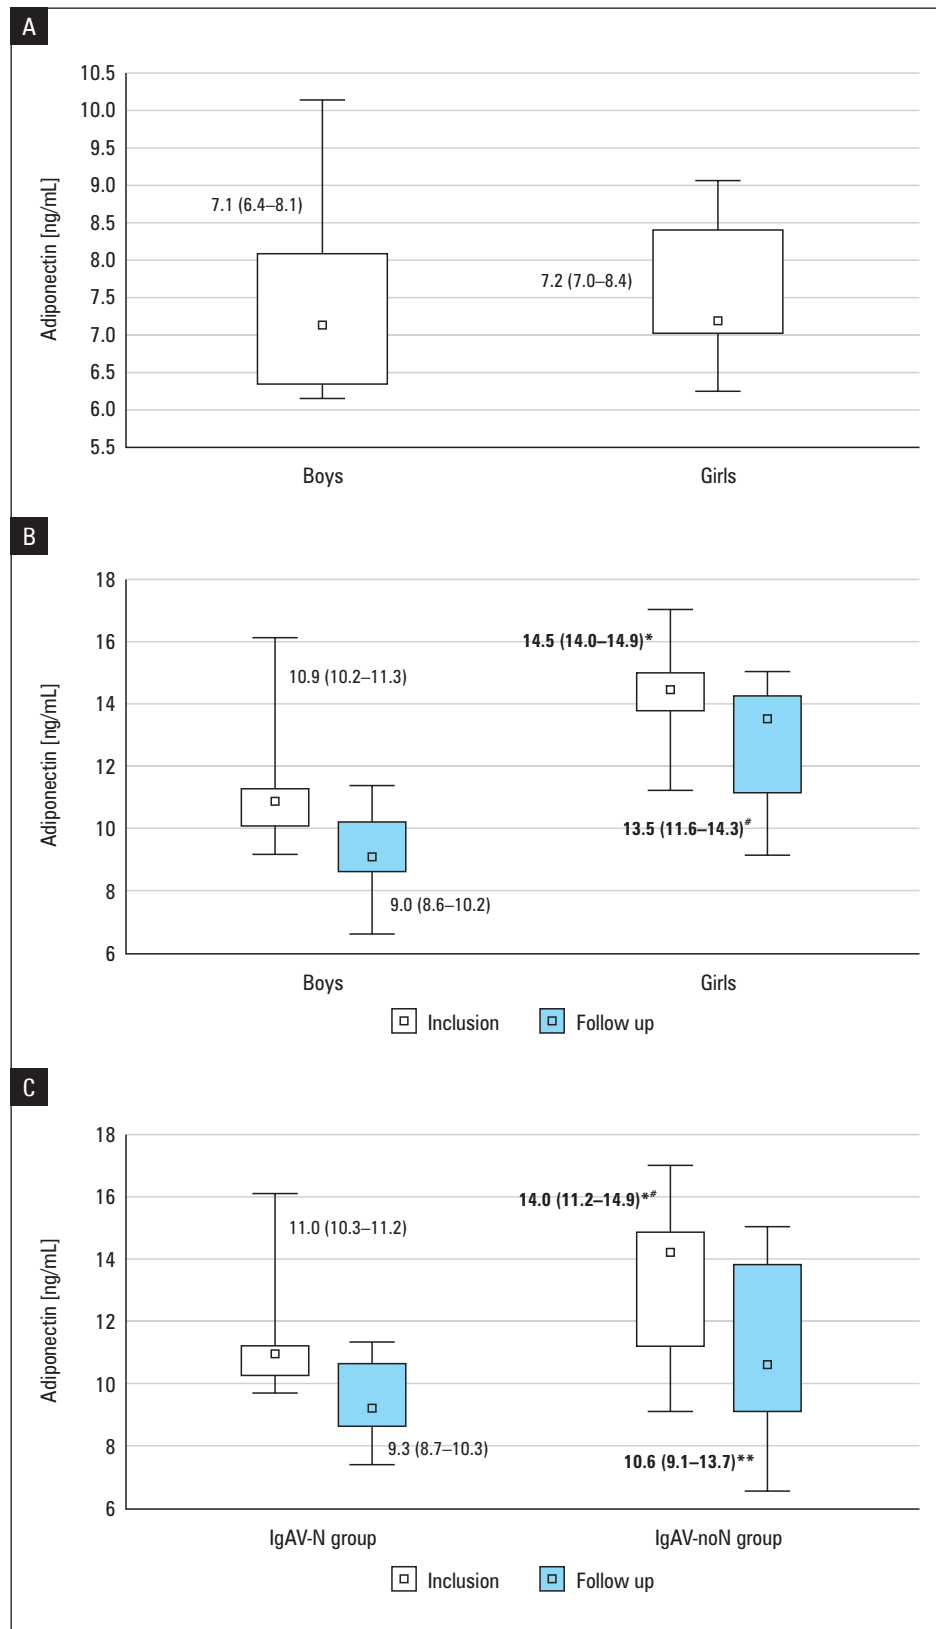 A
Adiponectin [ng/mL]
10.5
10.0
9.5
9.0
8.5
8.0
7.5
7.0
6.5
6.0
5.5
7.1 (6.4–8.1)
7.2 (7.0–8.4)
Boys
Girls
B
Adiponectin [ng/mL]
18
16
14
12
10
8
6
14.5 (14.0–14.9)*
10.9 (10.2–11.3)
13.5 (11.6–14.3)#
9.0 (8.6–10.2)
Boys
Girls
Inclusion
Follow up
C
Adiponectin [ng/mL]
18
16
14
12
10
8
6
14.0 (11.2–14.9)*#
11.0 (10.3–11.2)
9.3 (8.7–10.3)
10.6 (9.1–13.7)**
IgAV-N group
IgAV-noN group
Inclusion
Follow up